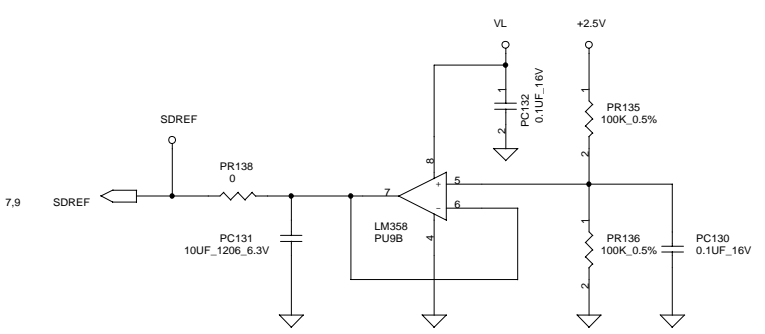 VL
+2.5V
1
PC132
0.1UF_16V
2
1
PR135
100K_0.5%
2
SDREF
7,9
SDREF
PR138
0
PC131
10UF_1206_6.3V
8
7
+
5
-
6
LM358
PU9B
4
1
PR136
100K_0.5%
2
PC130
0.1UF_16V